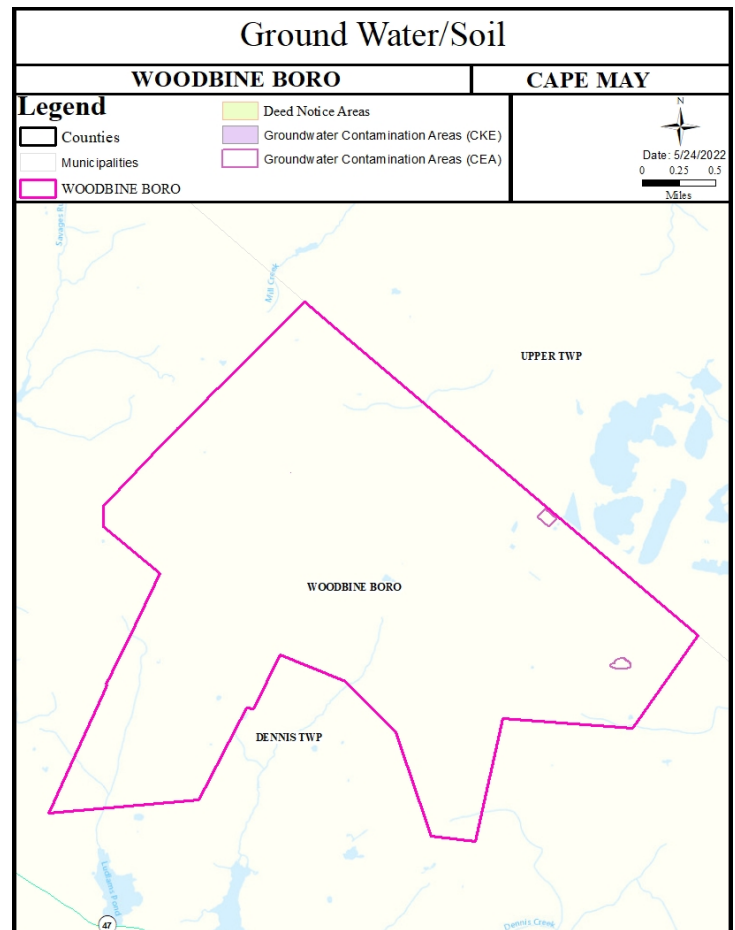 Ground Water/Soil
WOODBINE BORO
CAPE MAY
Legend
Counties
Municipalities
WOODBINE BORO
Deed Notice Areas
Groundwater Contamination Areas (CKE)
Groundwater Contamination Areas (CEA)
N
Date: 5/24/2022
0 0.25 0.5
Miles
Mill Creek
UPPER TWP
WOODBINE BORO
DENNIS TWP
Ludlams Pond
47
Dennis Creek